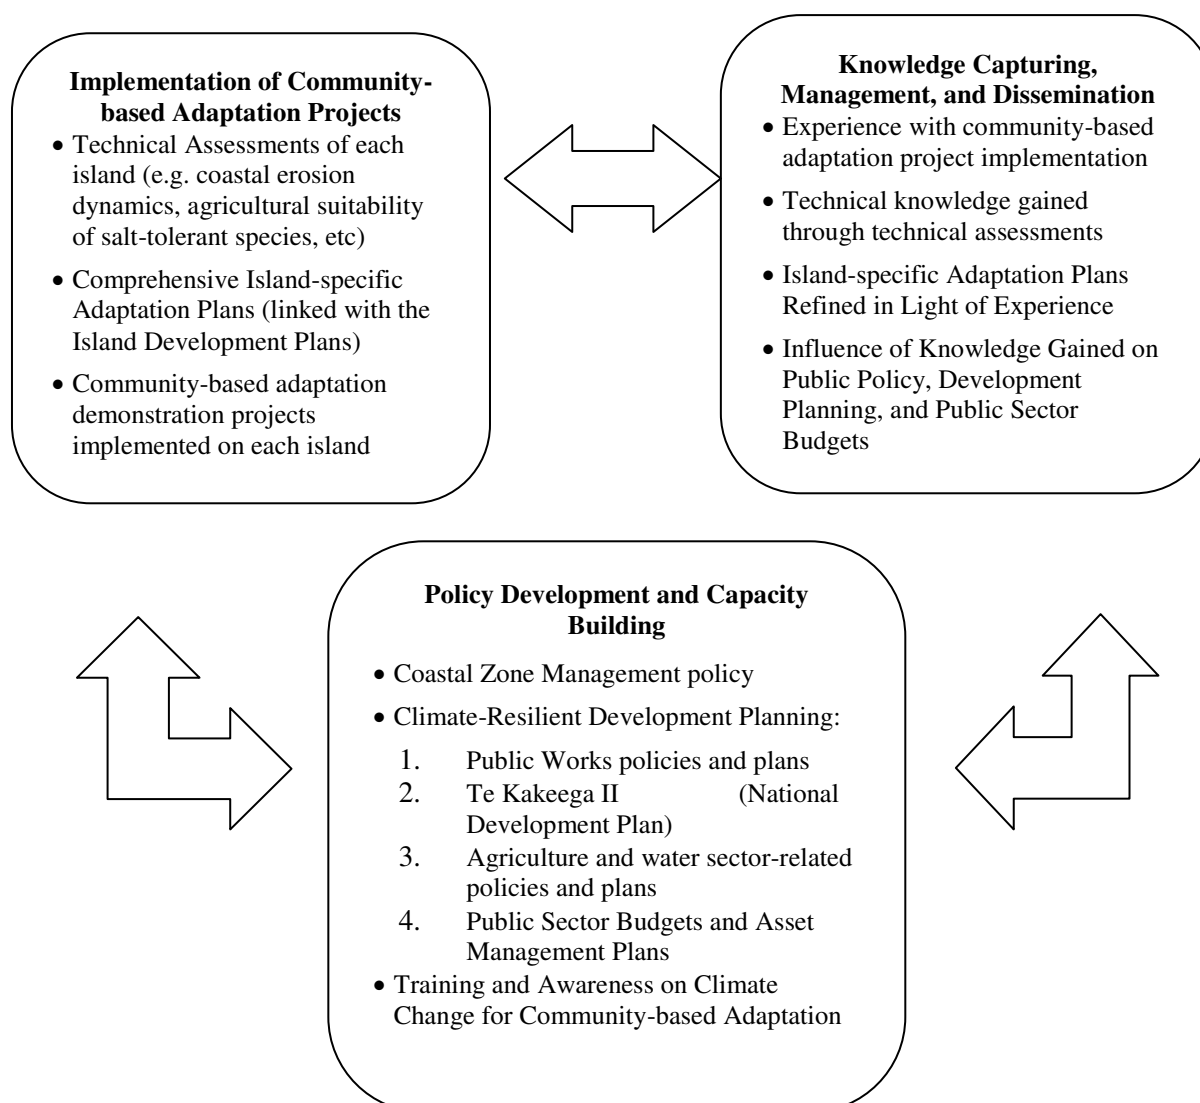 Implementation of Community-
based Adaptation Projects
• Technical Assessments of each
island (e.g. coastal erosion
dynamics, agricultural suitability
of salt-tolerant species, etc)
• Comprehensive Island-specific
Adaptation Plans (linked with the
Island Development Plans)
• Community-based adaptation
demonstration projects
implemented on each island
Knowledge Capturing,
Management, and Dissemination
• Experience with community-based
adaptation project implementation
• Technical knowledge gained
through technical assessments
• Island-specific Adaptation Plans
Refined in Light of Experience
• Influence of Knowledge Gained on
Public Policy, Development
Planning, and Public Sector
Budgets
Policy Development and Capacity
Building
• Coastal Zone Management policy
• Climate-Resilient Development Planning:
1. Public Works policies and plans
2. Te Kakeega II (National
Development Plan)
3. Agriculture and water sector-related
policies and plans
4. Public Sector Budgets and Asset
Management Plans
• Training and Awareness on Climate
Change for Community-based Adaptation